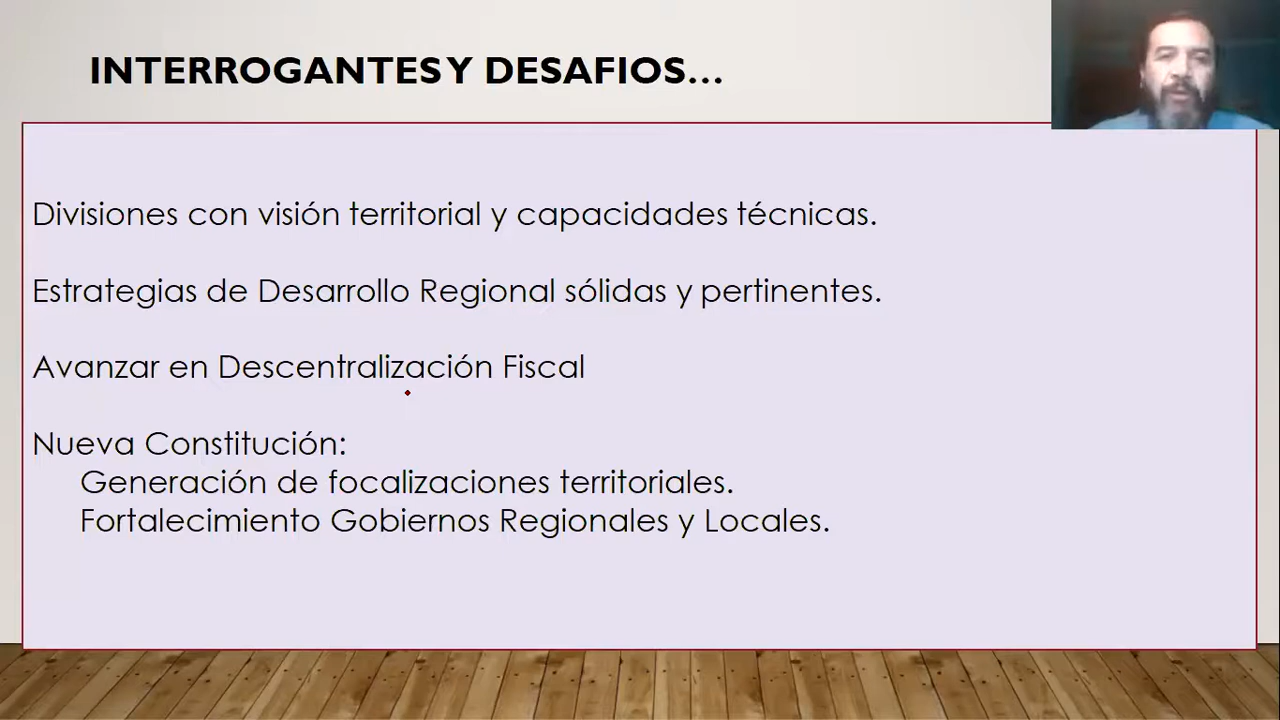 INTERROGANTES Y DESAFIOS...
Divisiones con visión territorial y capacidades técnicas.
Estrategias de Desarrollo Regional sólidas y pertinentes.
Avanzar en Descentralización Fiscal
Nueva Constitución:
Generación de focalizaciones territoriales.
Fortalecimiento Gobiernos Regionales y Locales.